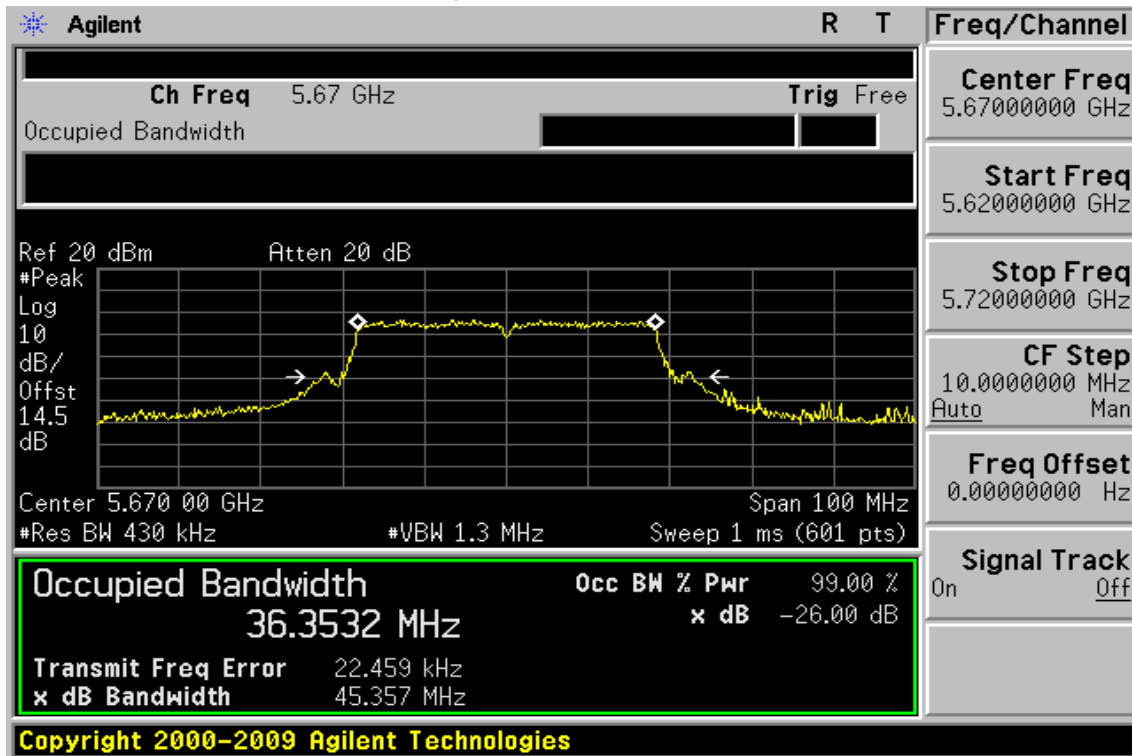 Agilent R T
Ch Freq 5.67 GHz Trig Free
Occupied Bandwidth
Ref 20 dBm Atten 20 dB
#Peak
Log
10
dB/
Offst
14.5
dB
Center 5.670 00 GHz Span 100 MHz
#Res BW 430 kHz #VBW 1.3 MHz Sweep 1 ms (601 pts)
Occupied Bandwidth Occ BW % Pwr 99.00 %
36.3532 MHz x dB -26.00 dB
Transmit Freq Error 22.459 kHz
x dB Bandwidth 45.357 MHz
Copyright 2000-2009 Agilent Technologies
Freq/Channel
Center Freq
5.67000000 GHz
Start Freq
5.62000000 GHz
Stop Freq
5.72000000 GHz
CF Step
10.0000000 MHz
Auto Man
Freq Offset
0.00000000 Hz
Signal Track
On Off